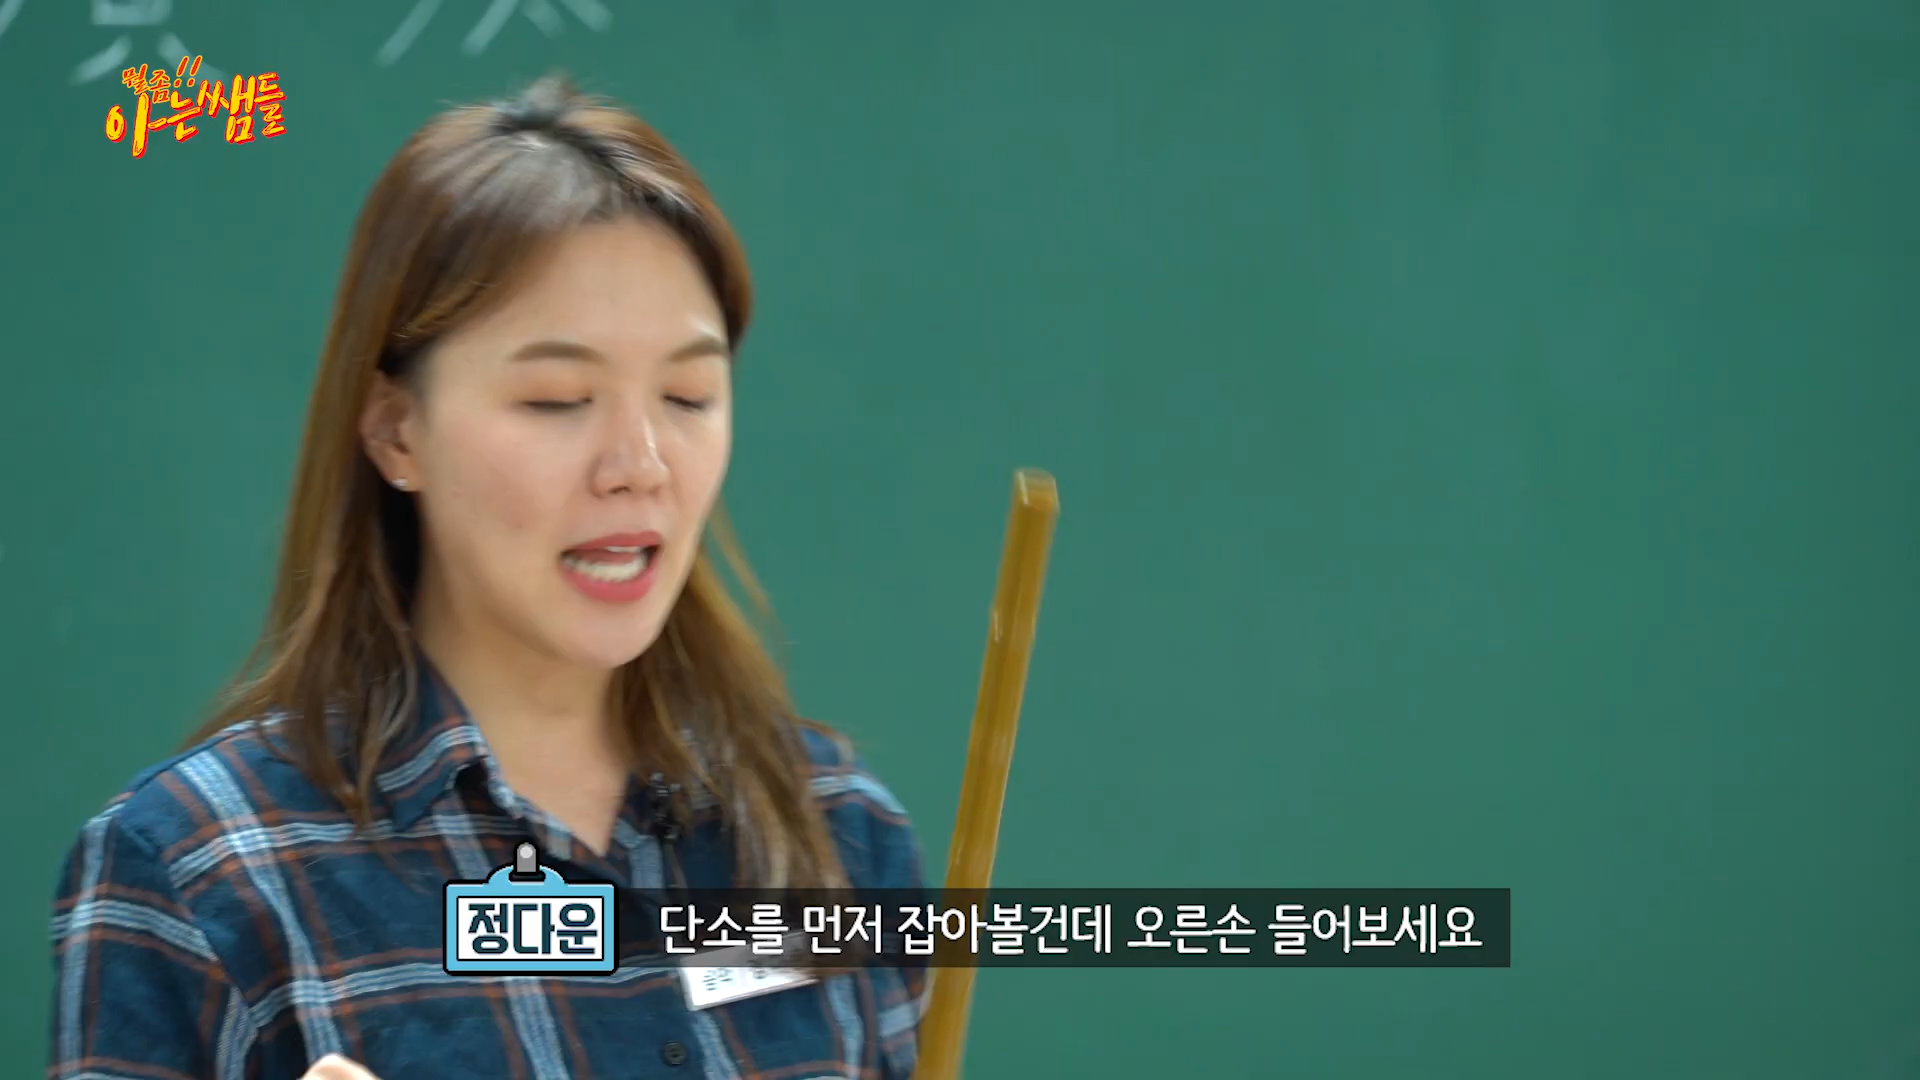 뭘 좀!!
아는 쌤들
정다운
단소를 먼저 잡아볼건데 오른손 들어보세요